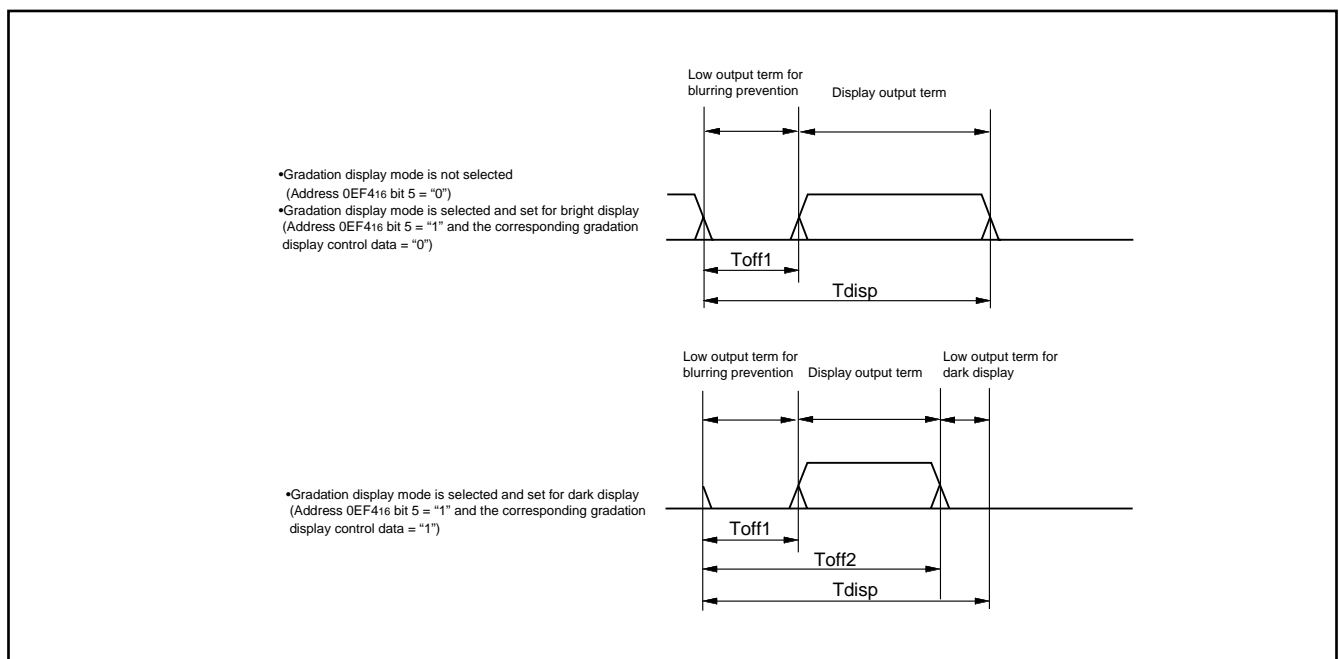 Low output term for
blurring prevention
Display output term
•Gradation display mode is not selected
(Address 0EF416 bit 5 = “0”)
•Gradation display mode is selected and set for bright display
(Address 0EF416 bit 5 = “1” and the corresponding gradation
display control data = “0”)
Toff1
Tdisp
Low output term for
blurring prevention
Display output term
Low output term for
dark display
•Gradation display mode is selected and set for dark display
(Address 0EF416 bit 5 = “1” and the corresponding gradation
display control data = “1”)
Toff1
Toff2
Tdisp